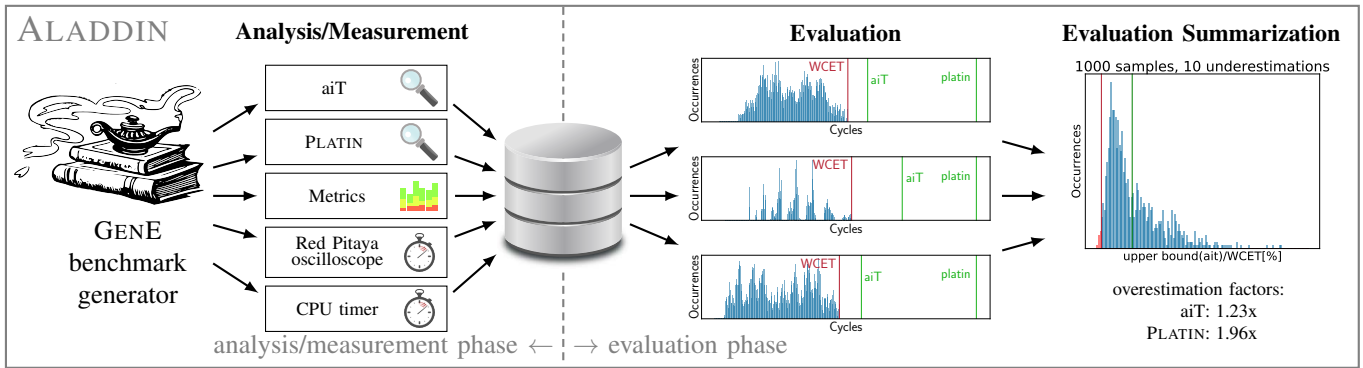 ALADDIN
Analysis/Measurement
Evaluation
Evaluation Summarization
GENE
benchmark
generator
aiT
PLATIN
Metrics
Red Pitaya
oscilloscope
CPU timer
Occurrences
WCET
aiT
platin
Cycles
Occurrences
WCET
aiT
platin
Cycles
Occurrences
WCET
aiT
platin
Cycles
1000 samples, 10 underestimations
Occurrences
upper bound(ait)/WCET[%]
overestimation factors:
aiT: 1.23x
PLATIN: 1.96x
analysis/measurement phase ← → evaluation phase